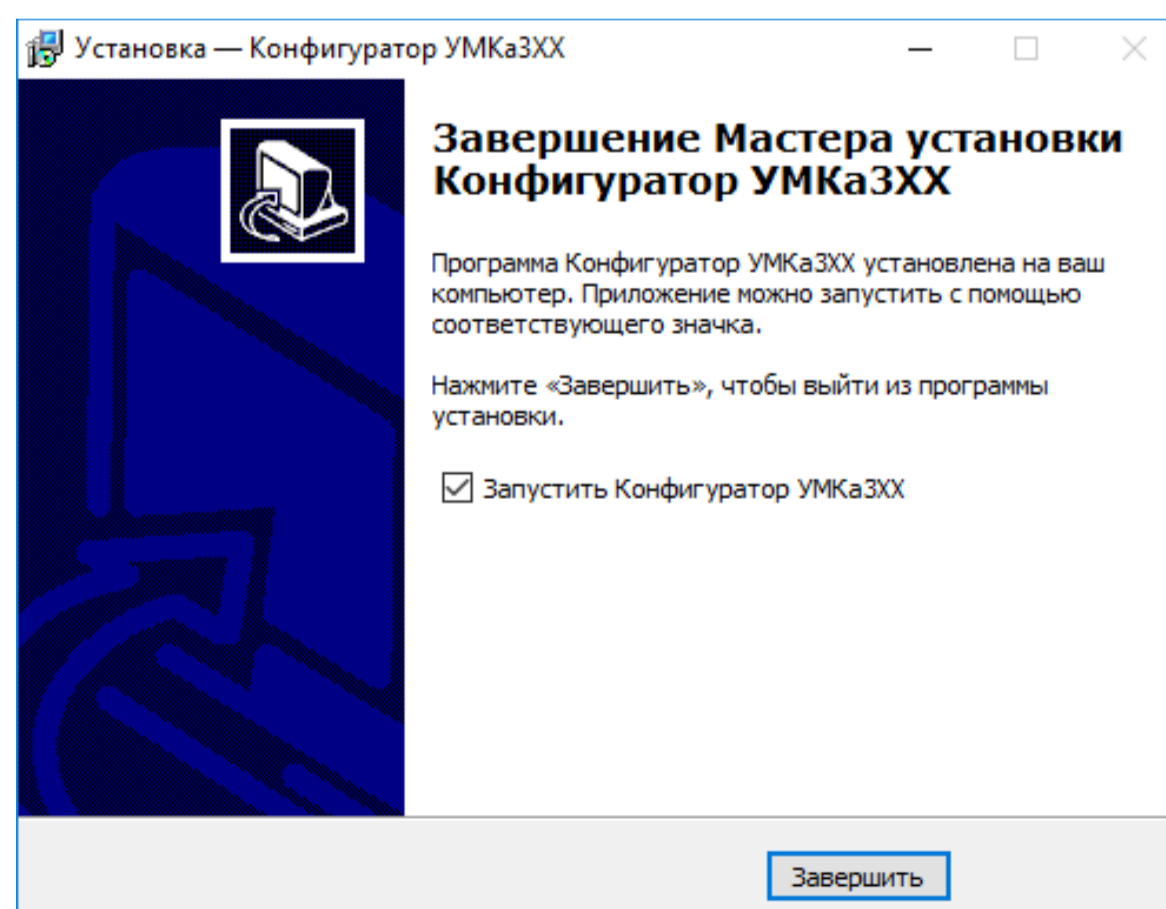 Установка — Конфигуратор УМКа3ХХ
Завершение Мастера установки
Конфигуратор УМКа3ХХ
Программа Конфигуратор УМКа3ХХ установлена на ваш
компьютер. Приложение можно запустить с помощью
соответствующего значка.
Нажмите «Завершить», чтобы выйти из программы
установки.
Запустить Конфигуратор УМКа3ХХ
Завершить